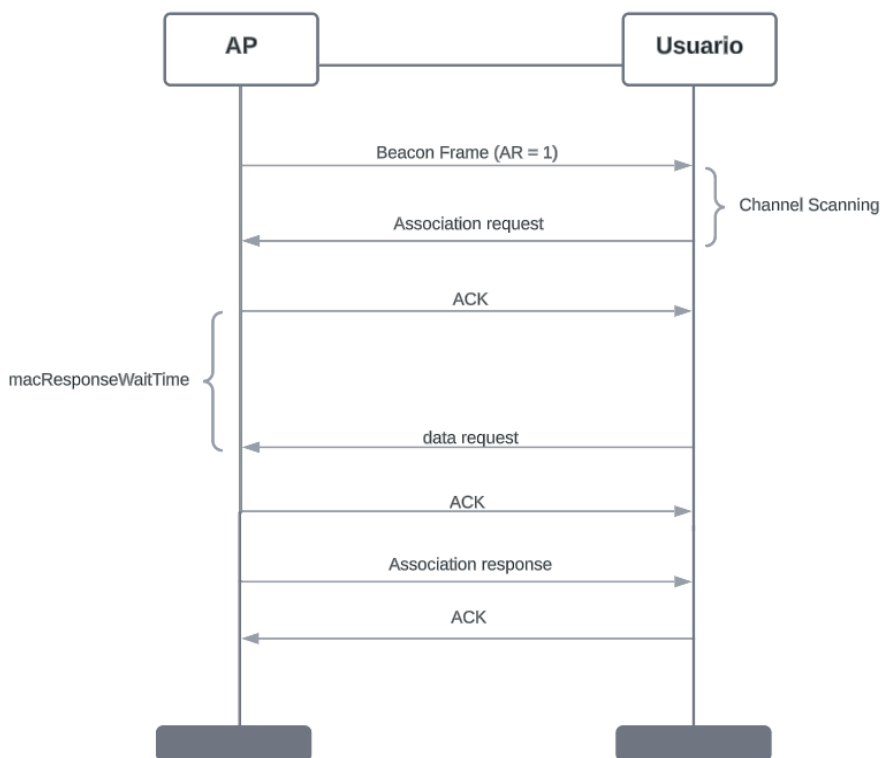 AP
Usuario
Beacon Frame (AR = 1)
Channel Scanning
Association request
ACK
macResponseWaitTime
data request
ACK
Association response
ACK